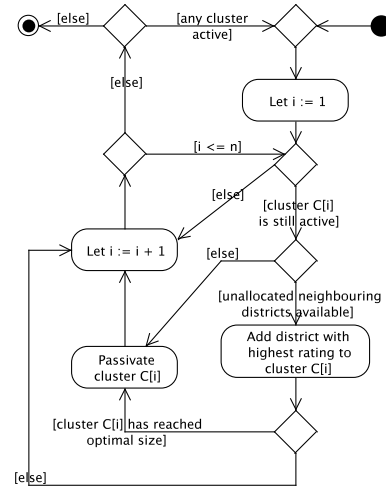 [else]
[any cluster
active]
[else]
Let i := 1
[i <= n]
[else]
[cluster C[i]
is still active]
Let i := i + 1
[else]
[unallocated neighbouring
districts available]
Add district with
highest rating to
cluster C[i]
Passivate
cluster C[i]
[cluster C[i] has reached
optimal size]
[else]